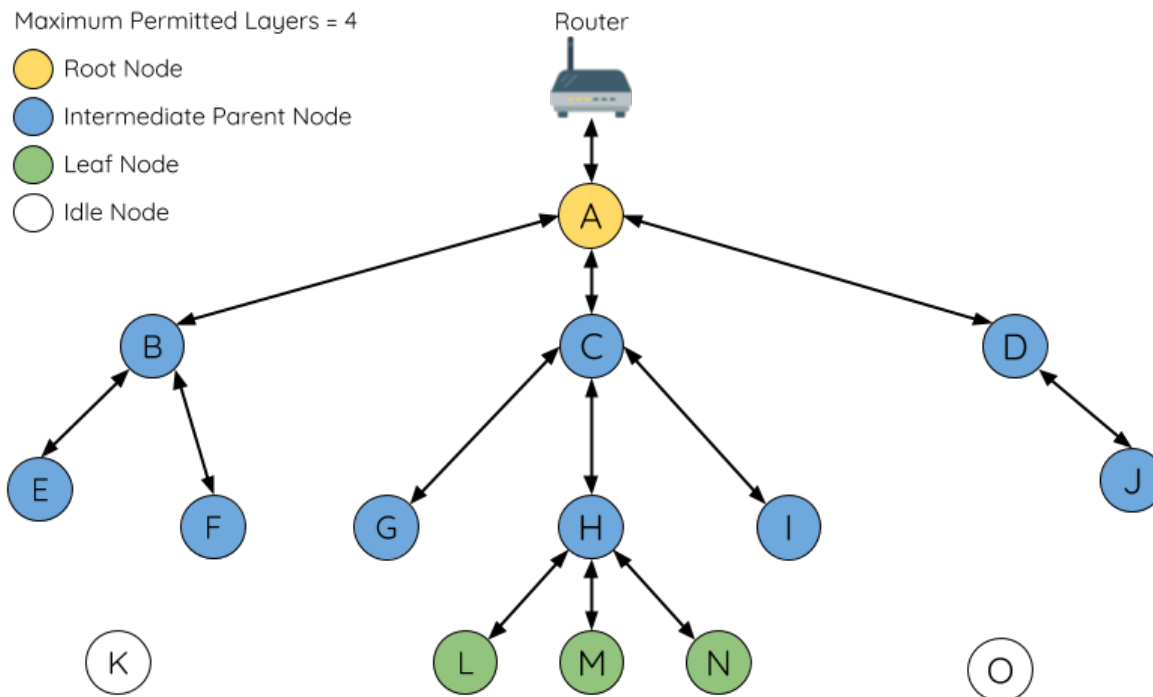 Maximum Permitted Layers = 4
Router
Root Node
Intermediate Parent Node
Leaf Node
Idle Node
A
B
C
D
E
F
G
H
I
J
K
L
M
N
O